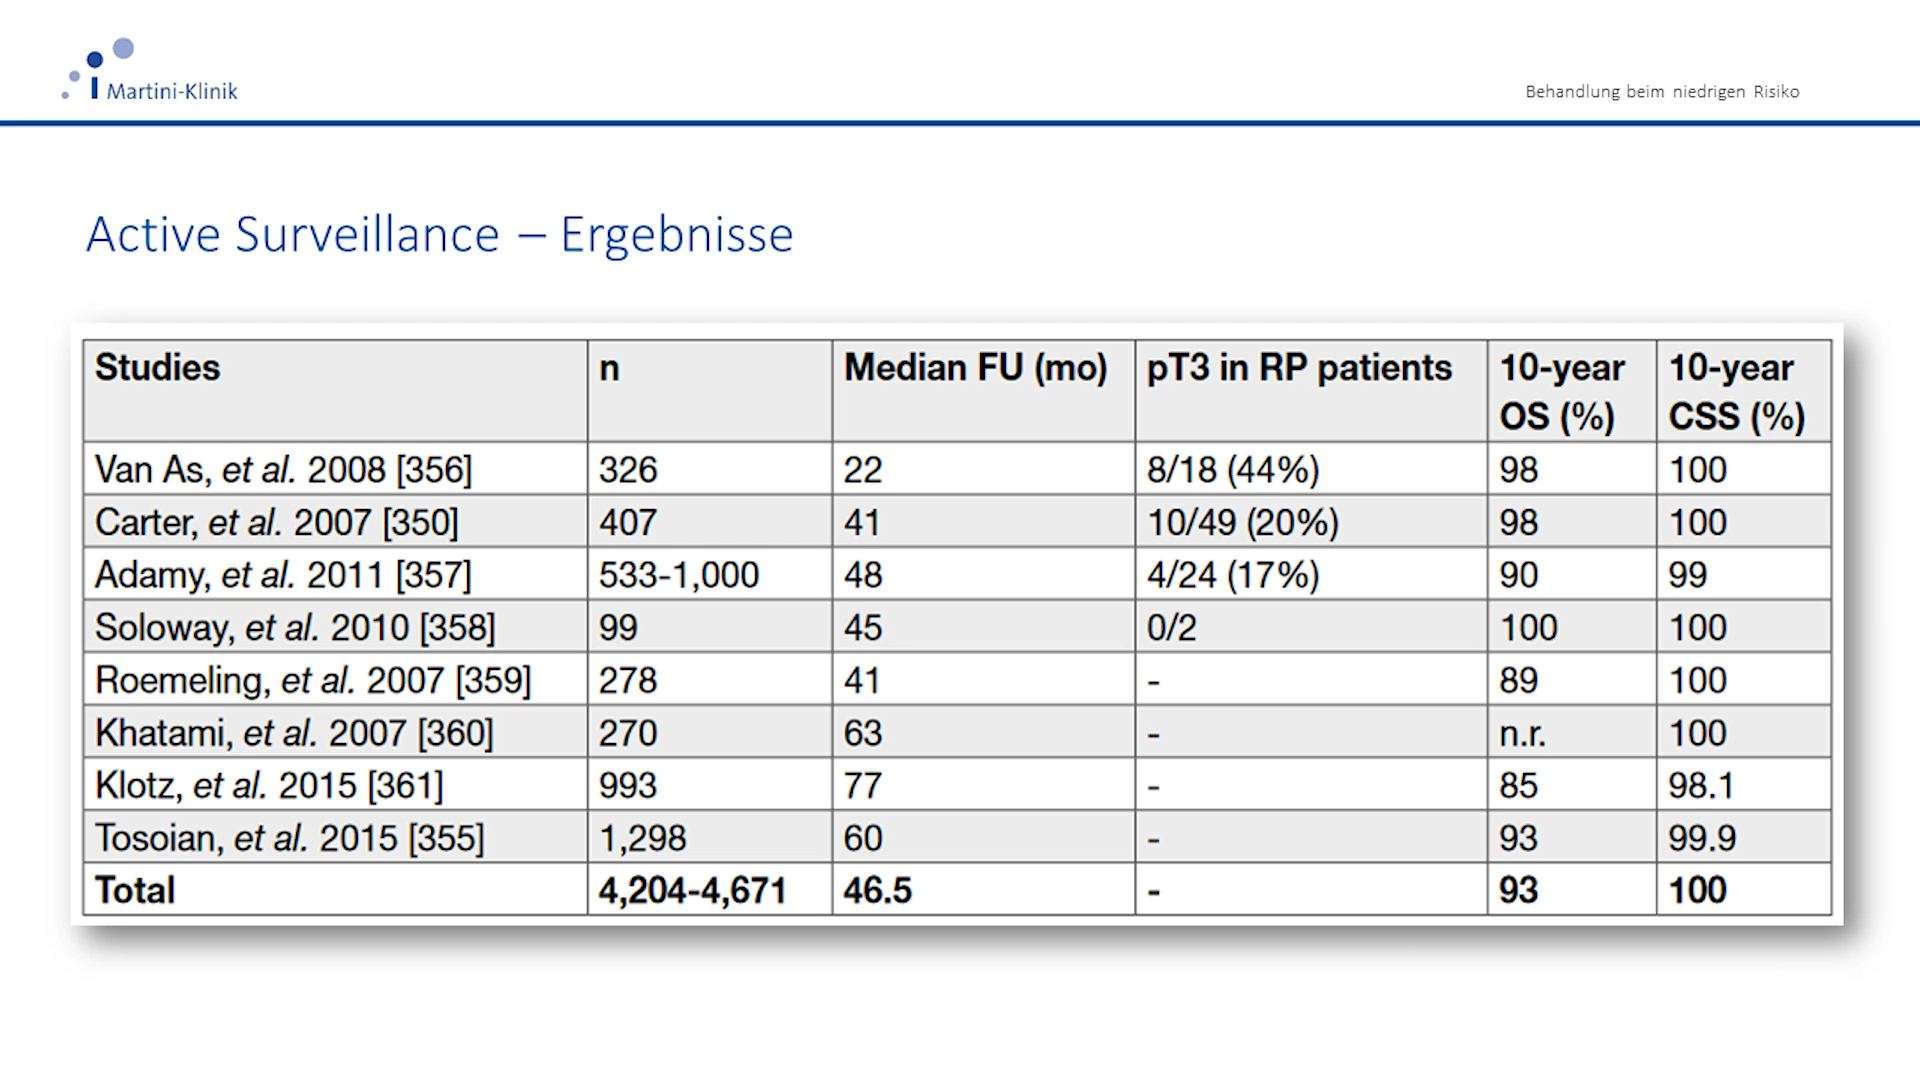 Martini-Klinik
Behandlung beim niedrigen Risiko
Active Surveillance – Ergebnisse
Studies n Median FU (mo) pT3 in RP patients 10-year OS (%) 10-year CSS (%)
Van As, et al. 2008 [356] 326 22 8/18 (44%) 98 100
Carter, et al. 2007 [350] 407 41 10/49 (20%) 98 100
Adamy, et al. 2011 [357] 533-1,000 48 4/24 (17%) 90 99
Soloway, et al. 2010 [358] 99 45 0/2 100 100
Roemeling, et al. 2007 [359] 278 41 - 89 100
Khatami, et al. 2007 [360] 270 63 - n.r. 100
Klotz, et al. 2015 [361] 993 77 - 85 98.1
Tosoian, et al. 2015 [355] 1,298 60 - 93 99.9
Total 4,204-4,671 46.5 - 93 100